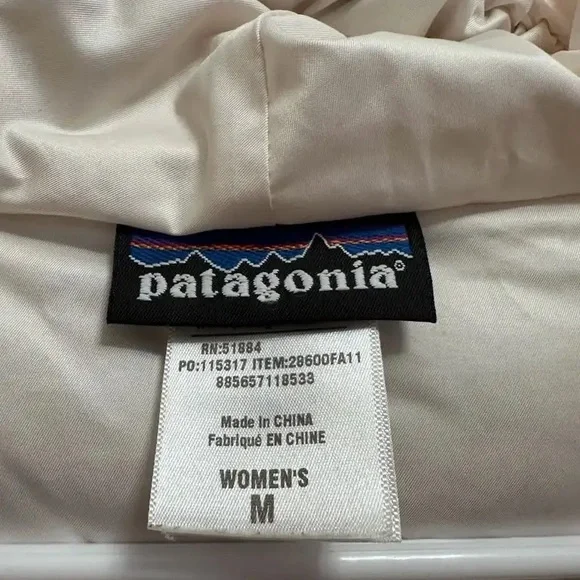 patagonia®
RN:51884
PO:115317 ITEM:28600FA11
885657118533
Made in CHINA
Fabriqué EN CHINE
WOMEN'S
M